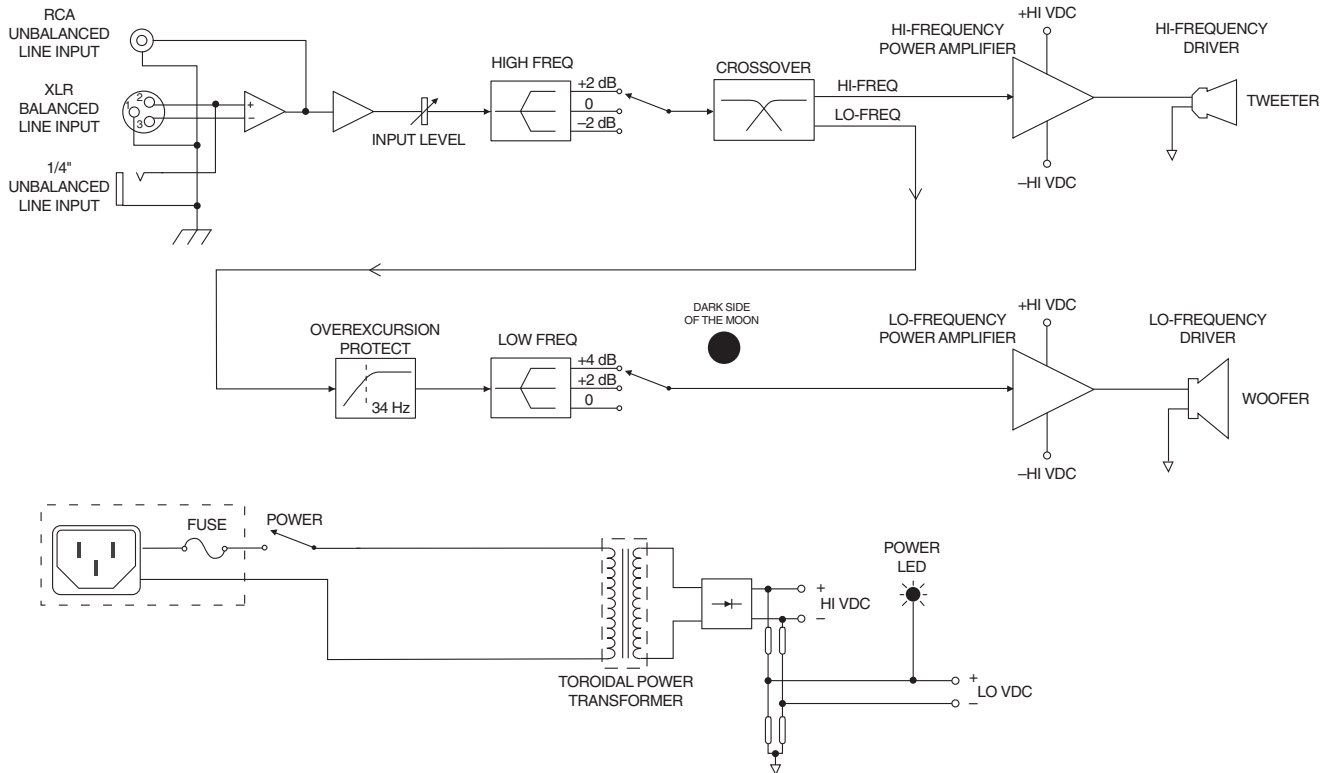 RCA
UNBALANCED
LINE INPUT
XLR
BALANCED
LINE INPUT
1
2
3
1/4"
UNBALANCED
LINE INPUT
+
–
INPUT LEVEL
HIGH FREQ
+2 dB
0
–2 dB
CROSSOVER
HI-FREQ
LO-FREQ
HI-FREQUENCY
POWER AMPLIFIER
+HI VDC
–HI VDC
HI-FREQUENCY
DRIVER
TWEETER
OVEREXCURSION
PROTECT
34 Hz
LOW FREQ
+4 dB
+2 dB
0
DARK SIDE
OF THE MOON
LO-FREQUENCY
POWER AMPLIFIER
+HI VDC
–HI VDC
LO-FREQUENCY
DRIVER
WOOFER
FUSE
POWER
TOROIDAL POWER
TRANSFORMER
+
HI VDC
–
POWER
LED
+
LO VDC
–